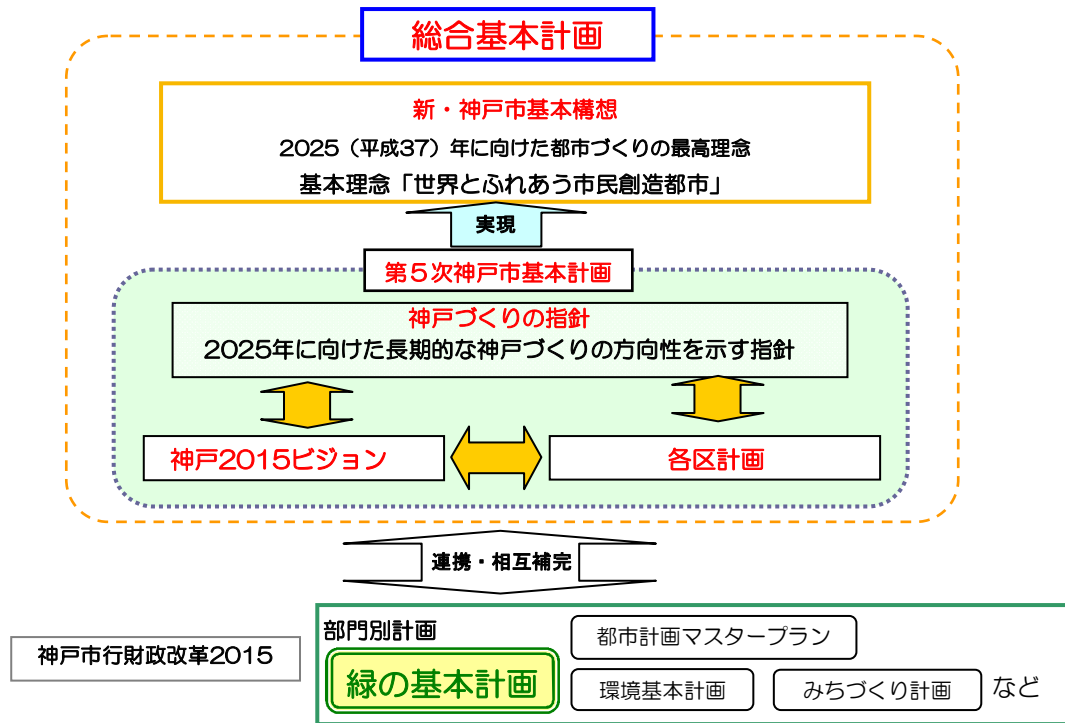 総合基本計画
新・神戸市基本構想
2025（平成37）年に向けた都市づくりの最高理念
基本理念「世界とふれあう市民創造都市」
実現
第５次神戸市基本計画
神戸づくりの指針
2025年に向けた長期的な神戸づくりの方向性を示す指針
神戸2015ビジョン
各区計画
連携・相互補完
神戸市行財政改革2015
部門別計画
都市計画マスタープラン
緑の基本計画
環境基本計画
みちづくり計画
など